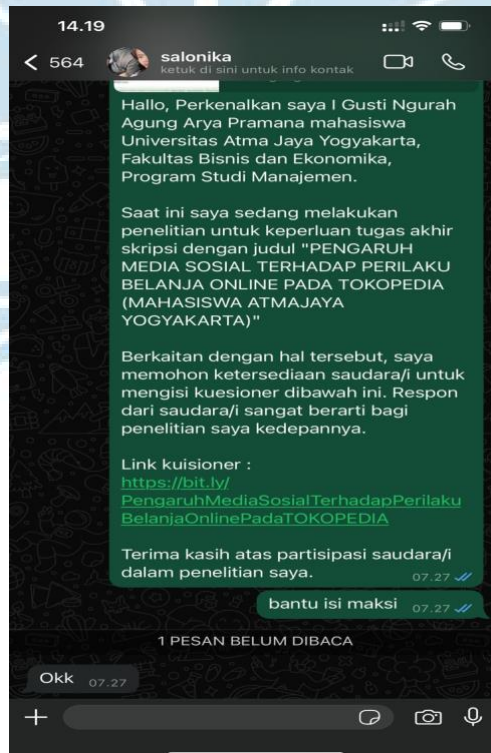 14.19
564
salonika
ketuk di sini untuk info kontak
Hallo, Perkenalkan saya I Gusti Ngurah
Agung Arya Pramana mahasiswa
Universitas Atma Jaya Yogyakarta,
Fakultas Bisnis dan Ekonomika,
Program Studi Manajemen.
Saat ini saya sedang melakukan
penelitian untuk keperluan tugas akhir
skripsi dengan judul "PENGARUH
MEDIA SOSIAL TERHADAP PERILAKU
BELANJA ONLINE PADA TOKOPEDIA
(MAHASISWA ATMAJAYA
YOGYAKARTA)"
Berkaitan dengan hal tersebut, saya
memohon ketersediaan saudara/i untuk
mengisi kuesioner dibawah ini. Respon
dari saudara/i sangat berarti bagi
penelitian saya kedepannya.
Link kuisioner :
https://bit.ly/
PengaruhMediaSosialTerhadapPerilaku
BelanjaOnlinePadaTOKOPEDIA
Terima kasih atas partisipasi saudara/i
dalam penelitian saya. 07.27
bantu isi maksi 07.27
1 PESAN BELUM DIBACA
Okk 07.27